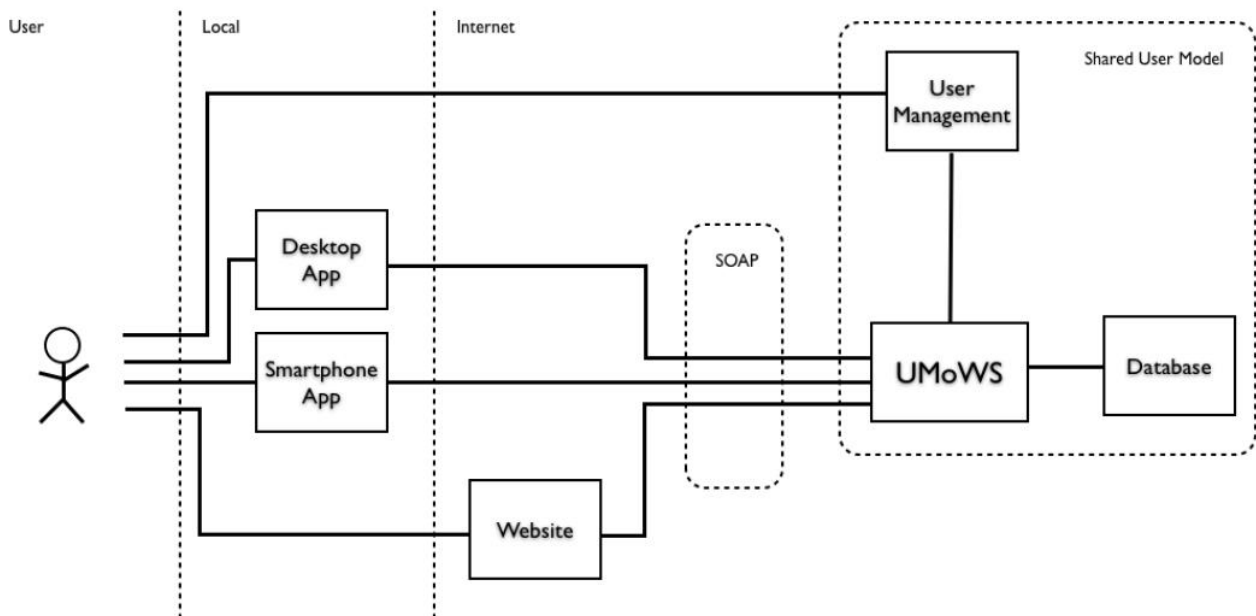 User
Local
Internet
Shared User Model
User
Management
Desktop
App
SOAP
Smartphone
App
UMoWS
Database
Website